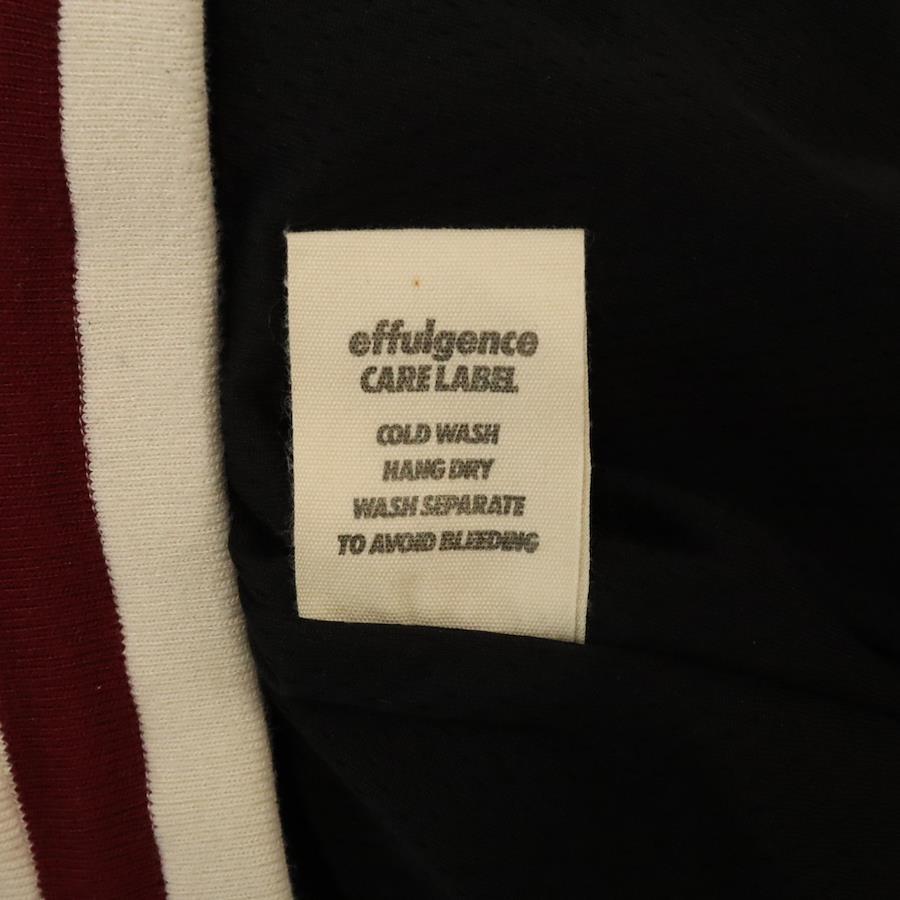 effulgence
CARE LABEL
COLD WASH
HANG DRY
WASH SEPARATE
TO AVOID BLEEDING